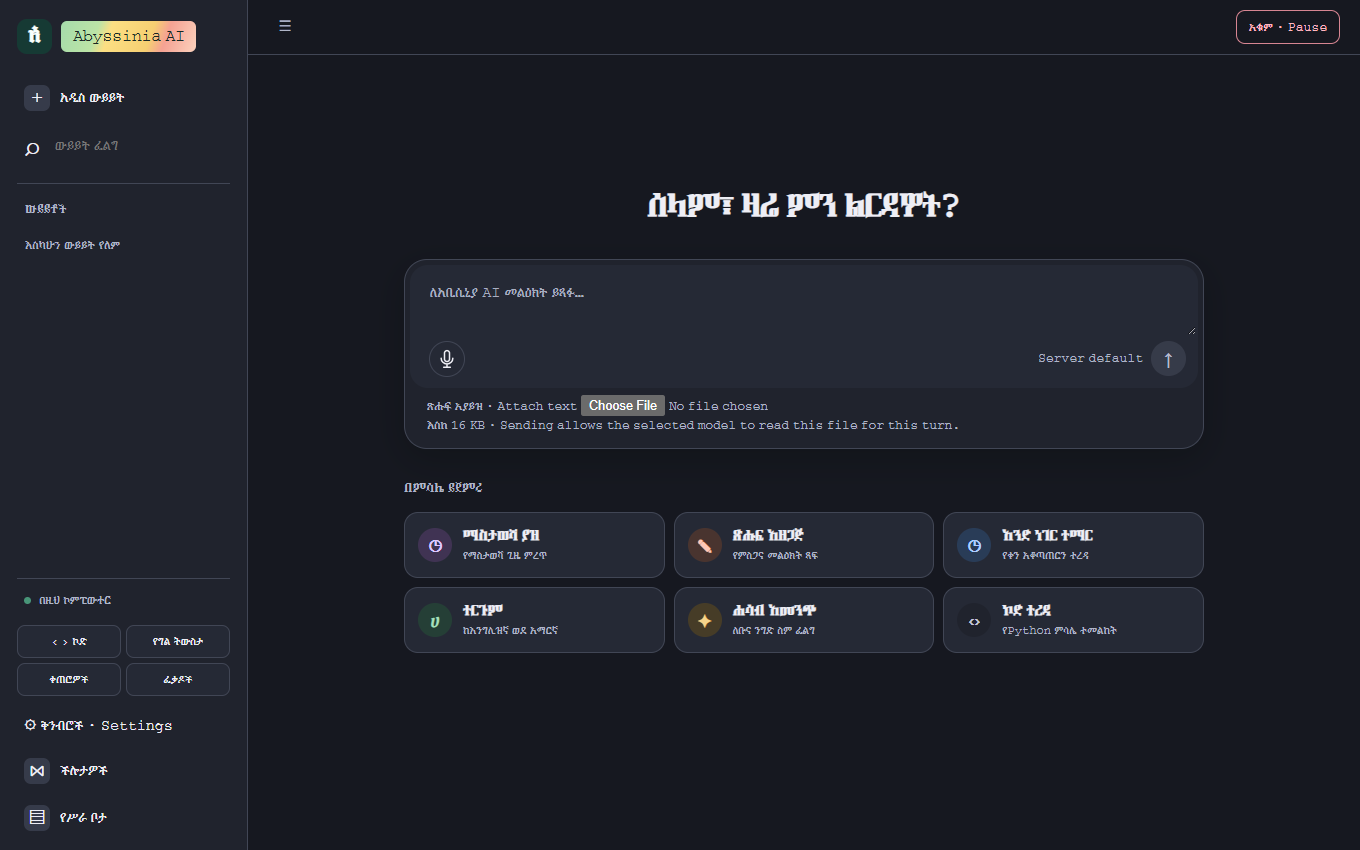 ሽ
Abyssinia AI
አዲስ ውይይት
ውይይት ፈልግ
ውይይቶች
እስካሁን ውይይት የለም
በዚህ ኮምፒውተር
‹ › ኮድ
የግል ትውስታ
ቀጠሮዎች
ፈቃዶች
ቅንብሮች · Settings
ችሎታዎች
የሥራ ቦታ
አቁም · Pause
ሰላም፣ ዛሬ ምን ልርዳዎት?
ለአቢሲኒያ AI መልዕክት ይጻፉ…
Server default
ጽሑፍ አያይዝ · Attach text Choose File No file chosen
እስከ 16 KB · Sending allows the selected model to read this file for this turn.
በምሳሌ ይጀምሩ
ማስታወሻ ያዝ
የማስታወሻ ጊዜ ምረጥ
ጽሑፍ አዘጋጅ
የምስጋና መልዕክት ጻፍ
አንድ ነገር ተማር
የቀን አቆጣጠርን ተረዳ
ሀ
ተርጉም
ከእንግሊዝኛ ወደ አማርኛ
ሐሳብ አመንጭ
ለቡና ንግድ ስም ፈልግ
‹›
ኮድ ተረዳ
የPython ምሳሌ ተመልከት